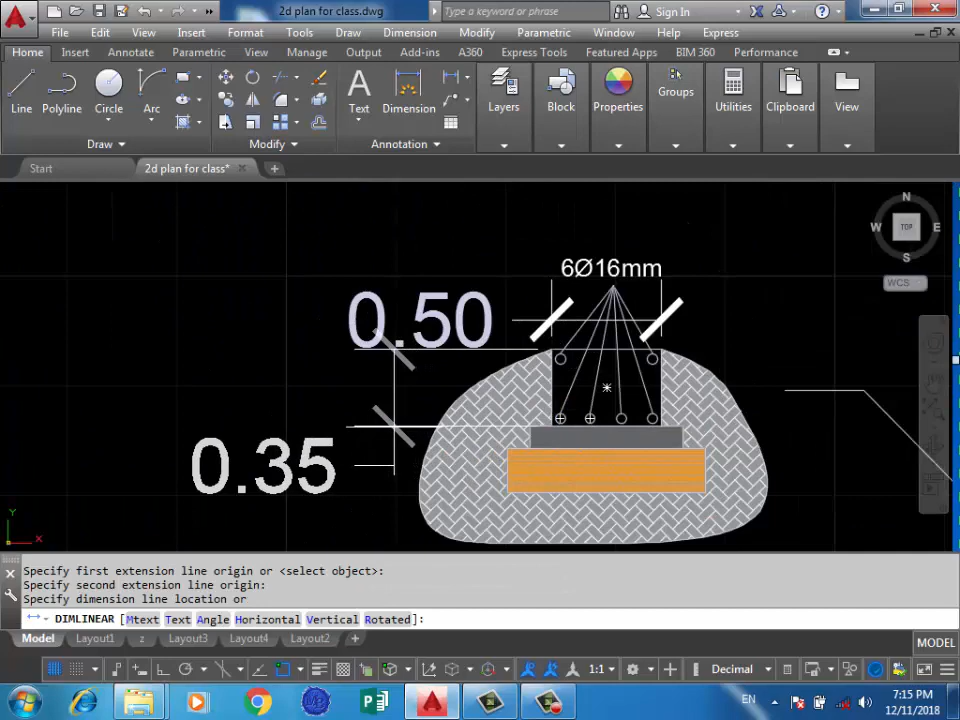 2d plan for class.dwg
Type a keyword or phrase
Sign In
File Edit View Insert Format Tools Draw Dimension Modify Parametric Window Help Express
Home Insert Annotate Parametric View Manage Output Add-ins A360 Express Tools Featured Apps BIM 360 Performance
Line Polyline Circle Arc Text Dimension Layers Block Properties Groups Utilities Clipboard View
Draw Modify Annotation
Start 2d plan for class*
N
W TOP E
S
WCS
6Ø16mm
0.50
0.35
Y
X
Specify first extension line origin or <select object>:
Specify second extension line origin:
Specify dimension line location or
DIMLINEAR [Mtext Text Angle Horizontal Vertical Rotated]:
Model Layout1 z Layout3 Layout4 Layout2 MODEL
1:1 Decimal
EN 7:15 PM
12/11/2018